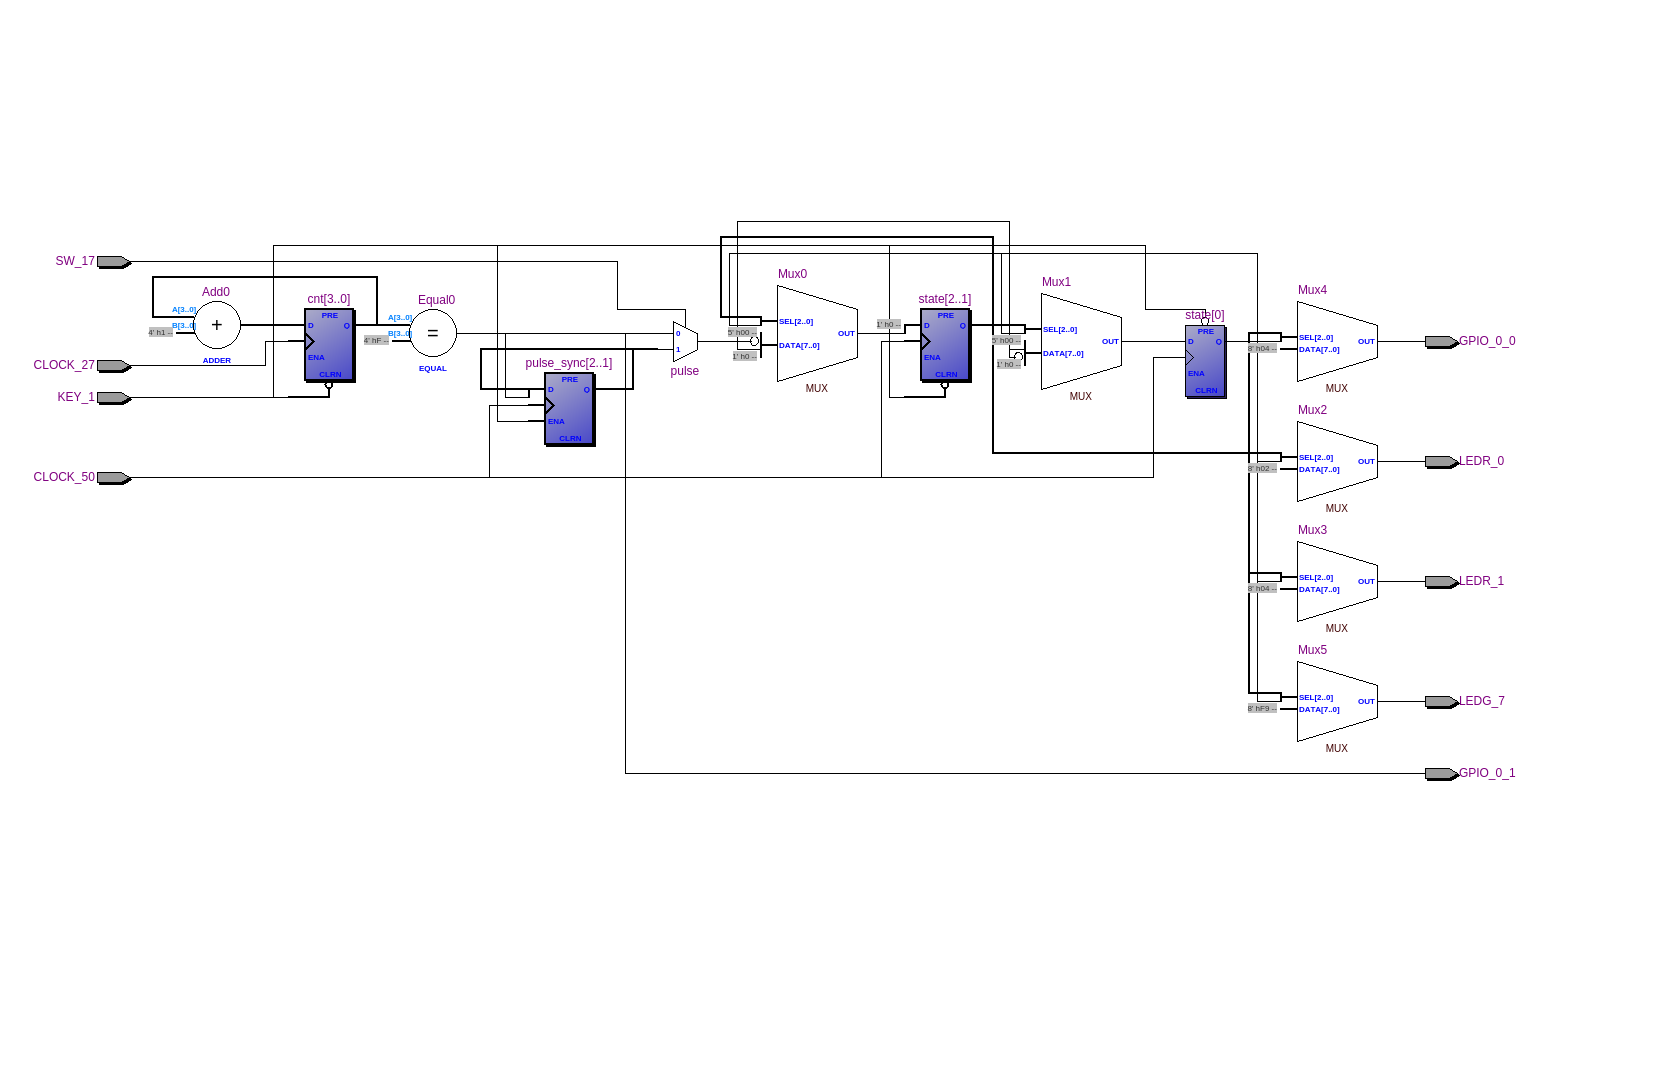 SW_17
CLOCK_27
KEY_1
CLOCK_50
Add0
A[3..0]
B[3..0]
4' h1 --
+
ADDER
cnt[3..0]
PRE
D Q
ENA
CLRN
Equal0
A[3..0]
B[3..0]
4' hF --
=
EQUAL
pulse_sync[2..1]
PRE
D Q
ENA
CLRN
0
1
pulse
Mux0
SEL[2..0]
5' h00 --
OUT
DATA[7..0]
1' h0 --
MUX
state[2..1]
PRE
1' h0 --
D Q
ENA
CLRN
Mux1
SEL[2..0]
5' h00 --
OUT
DATA[7..0]
1' h0 --
MUX
state[0]
PRE
D Q
ENA
CLRN
Mux4
SEL[2..0]
OUT
8' h04 --
DATA[7..0]
MUX
GPIO_0_0
Mux2
SEL[2..0]
OUT
8' h02 --
DATA[7..0]
MUX
LEDR_0
Mux3
SEL[2..0]
OUT
8' h04 --
DATA[7..0]
MUX
LEDR_1
Mux5
SEL[2..0]
OUT
8' hF9 --
DATA[7..0]
MUX
LEDG_7
GPIO_0_1